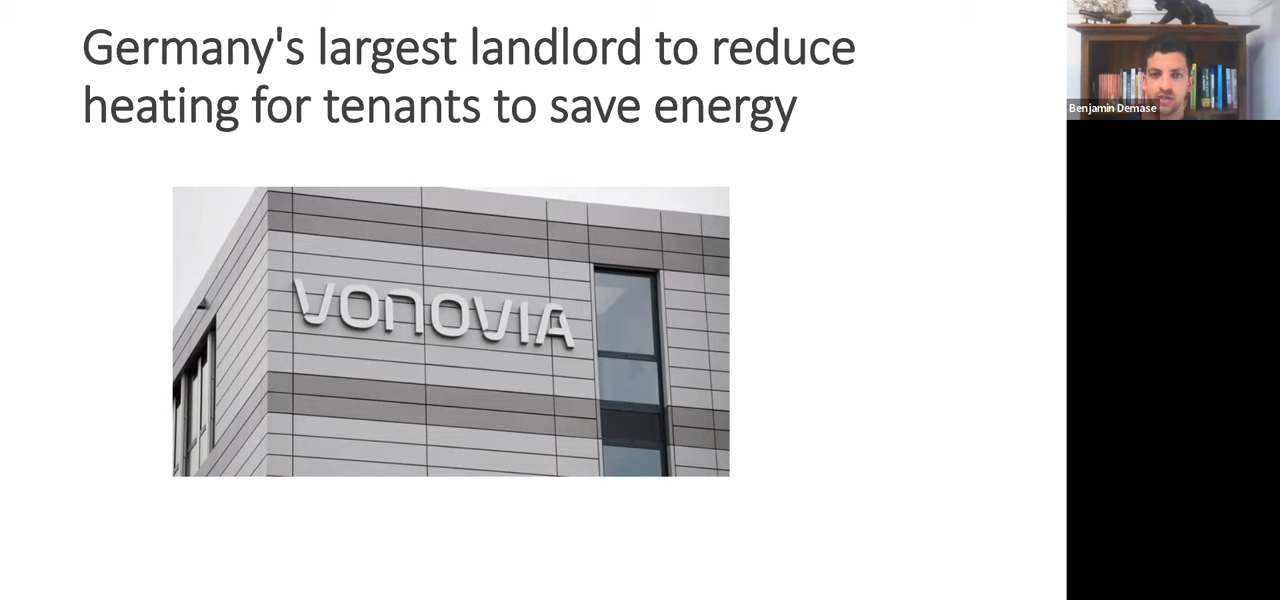 Germany's largest landlord to reduce
heating for tenants to save energy
VONOVIA
Benjamin Demase